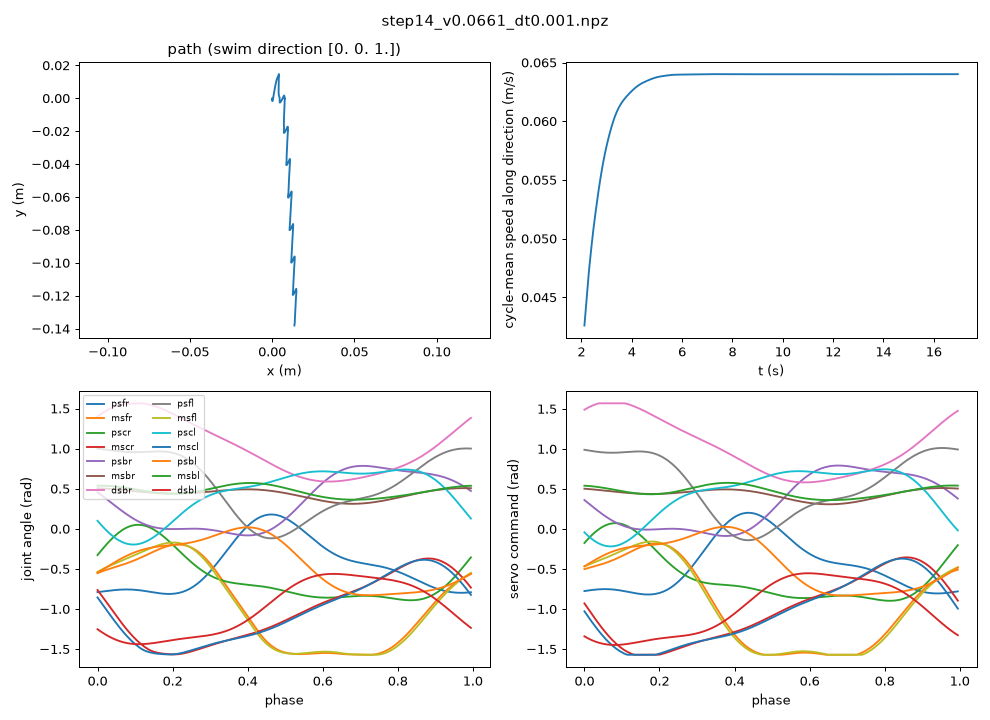 step14_v0.0661_dt0.001.npz
path (swim direction [0. 0. 1.])
0.02
0.00
−0.02
−0.04
−0.06
−0.08
−0.10
−0.12
−0.14
y (m)
−0.10
−0.05
0.00
0.05
0.10
x (m)
0.065
0.060
0.055
0.050
0.045
cycle-mean speed along direction (m/s)
2
4
6
8
10
12
14
16
t (s)
1.5
1.0
0.5
0.0
−0.5
−1.0
−1.5
joint angle (rad)
psfr
msfr
pscr
mscr
psbr
msbr
dsbr
psfl
msfl
pscl
mscl
psbl
msbl
dsbl
0.0
0.2
0.4
0.6
0.8
1.0
phase
1.5
1.0
0.5
0.0
−0.5
−1.0
−1.5
servo command (rad)
0.0
0.2
0.4
0.6
0.8
1.0
phase